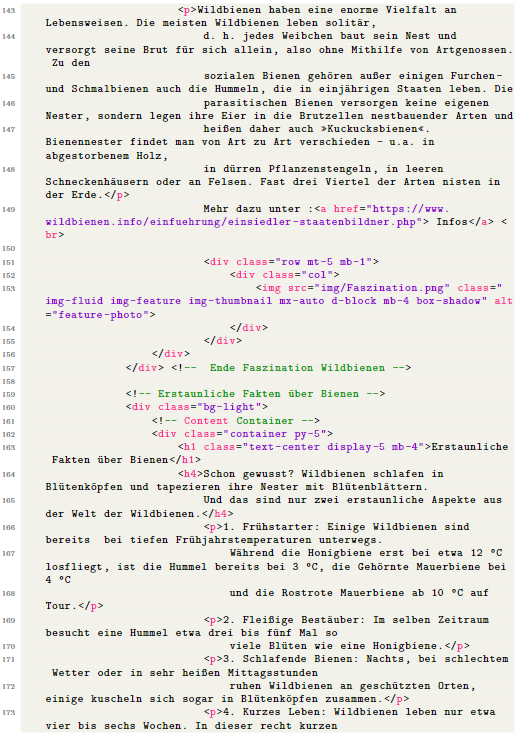 143 <p>Wildbienen haben eine enorme Vielfalt an
Lebensweisen. Die meisten Wildbienen leben solitär,
144 d. h. jedes Weibchen baut sein Nest und
versorgt seine Brut für sich allein, also ohne Mithilfe von Artgenossen.
Zu den
145 sozialen Bienen gehören außer einigen Furchen-
und Schmalbienen auch die Hummeln, die in einjährigen Staaten leben. Die
146 parasitischen Bienen versorgen keine eigenen
Nester, sondern legen ihre Eier in die Brutzellen nestbauender Arten und
147 heißen daher auch »Kuckucksbienen«.
Bienennester findet man von Art zu Art verschieden - u.a. in
abgestorbenem Holz,
148 in dürren Pflanzenstengeln, in leeren
Schneckenhäusern oder an Felsen. Fast drei Viertel der Arten nisten in
der Erde.</p>
149 Mehr dazu unter :<a href="https://www.
wildbienen.info/einfuehrung/einsiedler-staatenbildner.php"> Infos</a> <
br>
150
151 <div class="row mt-5 mb-1">
152 <div class="col">
153 <img src="img/Faszination.png" class="
img-fluid img-feature img-thumbnail mx-auto d-block mb-4 box-shadow" alt
="feature-photo">
154 </div>
155 </div>
156 </div>
157 </div> <!-- Ende Faszination Wildbienen -->
158
159 <!-- Erstaunliche Fakten über Bienen -->
160 <div class="bg-light">
161 <!-- Content Container -->
162 <div class="container py-5">
163 <h1 class="text-center display-5 mb-4">Erstaunliche
Fakten über Bienen</h1>
164 <h4>Schon gewusst? Wildbienen schlafen in
Blütenköpfen und tapezieren ihre Nester mit Blütenblättern.
165 Und das sind nur zwei erstaunliche Aspekte aus
der Welt der Wildbienen.</h4>
166 <p>1. Frühstarter: Einige Wildbienen sind
bereits bei tiefen Frühjahrstemperaturen unterwegs.
167 Während die Honigbiene erst bei etwa 12 °C
losfliegt, ist die Hummel bereits bei 3 °C, die Gehörnte Mauerbiene bei
4 °C
168 und die Rostrote Mauerbiene ab 10 °C auf
Tour.</p>
169 <p>2. Fleißige Bestäuber: Im selben Zeitraum
besucht eine Hummel etwa drei bis fünf Mal so
170 viele Blüten wie eine Honigbiene.</p>
171 <p>3. Schlafende Bienen: Nachts, bei schlechtem
Wetter oder in sehr heißen Mittagsstunden
172 ruhen Wildbienen an geschützten Orten,
einige kuscheln sich sogar in Blütenköpfen zusammen.</p>
173 <p>4. Kurzes Leben: Wildbienen leben nur etwa
vier bis sechs Wochen. In dieser recht kurzen